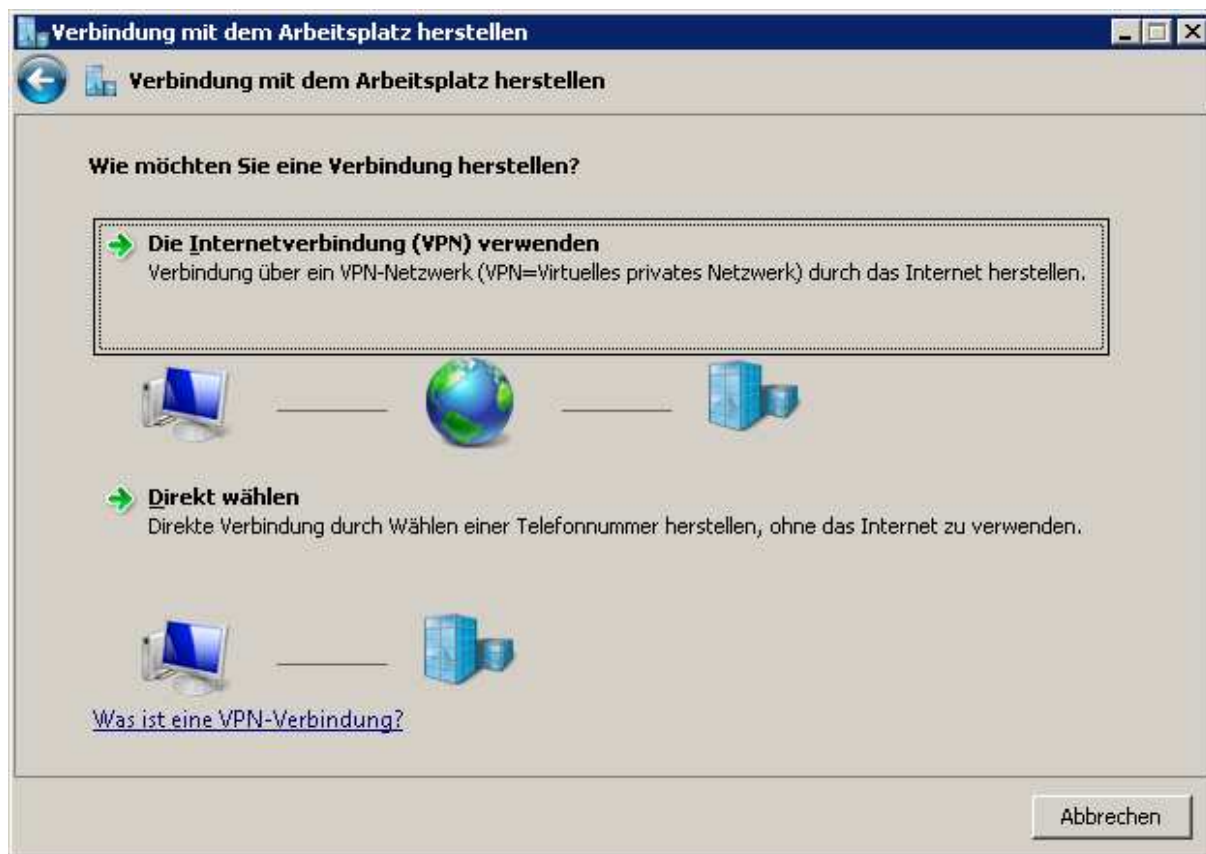 Verbindung mit dem Arbeitsplatz herstellen
Verbindung mit dem Arbeitsplatz herstellen
Wie möchten Sie eine Verbindung herstellen?
Die Internetverbindung (VPN) verwenden
Verbindung über ein VPN-Netzwerk (VPN=Virtuelles privates Netzwerk) durch das Internet herstellen.
Direkt wählen
Direkte Verbindung durch Wählen einer Telefonnummer herstellen, ohne das Internet zu verwenden.
Was ist eine VPN-Verbindung?
Abbrechen